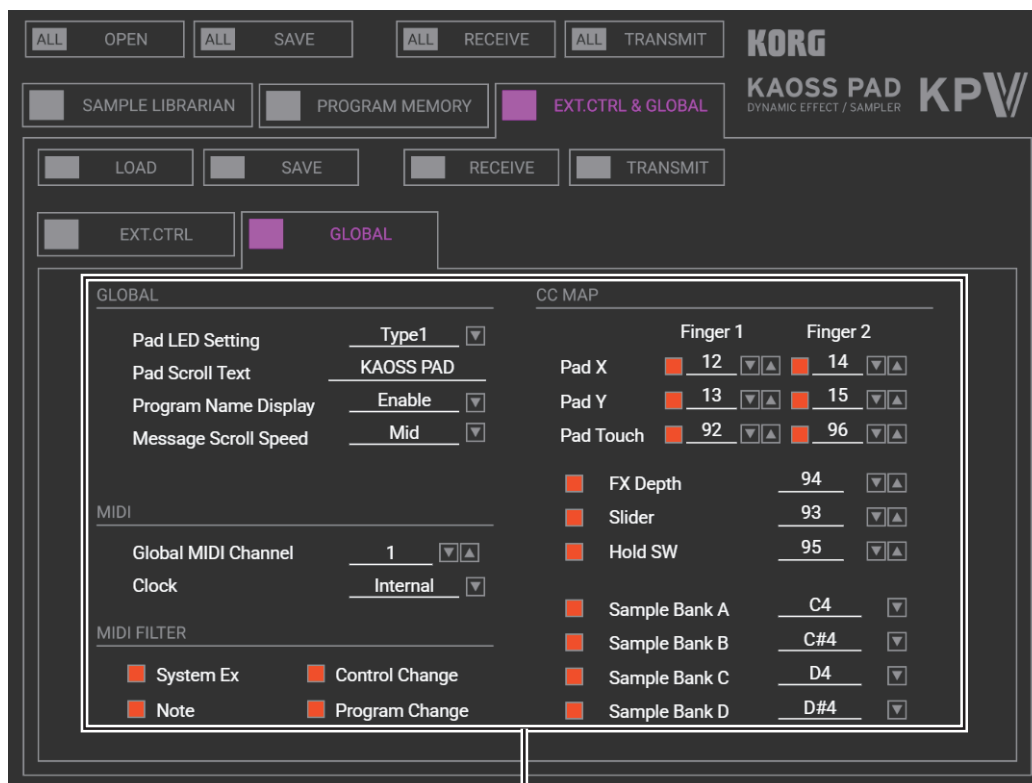 ALL OPEN ALL SAVE ALL RECEIVE ALL TRANSMIT
KORG
KAOSS PAD
DYNAMIC EFFECT / SAMPLER
KPV
SAMPLE LIBRARIAN PROGRAM MEMORY EXT.CTRL & GLOBAL
LOAD SAVE RECEIVE TRANSMIT
EXT.CTRL GLOBAL
GLOBAL
Pad LED Setting Type1
Pad Scroll Text KAOSS PAD
Program Name Display Enable
Message Scroll Speed Mid
MIDI
Global MIDI Channel 1
Clock Internal
MIDI FILTER
System Ex Control Change
Note Program Change
CC MAP
Finger 1 Finger 2
Pad X 12 14
Pad Y 13 15
Pad Touch 92 96
FX Depth 94
Slider 93
Hold SW 95
Sample Bank A C4
Sample Bank B C#4
Sample Bank C D4
Sample Bank D D#4